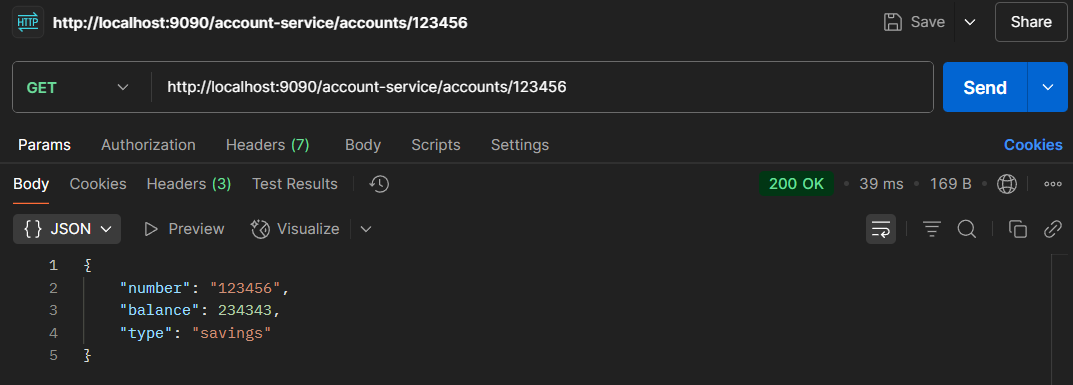 HTTP http://localhost:9090/account-service/accounts/123456 Save Share
GET http://localhost:9090/account-service/accounts/123456 Send
Params Authorization Headers (7) Body Scripts Settings Cookies
Body Cookies Headers (3) Test Results 200 OK • 39 ms • 169 B •
{} JSON Preview Visualize
1 {
2 "number": "123456",
3 "balance": 234343,
4 "type": "savings"
5 }